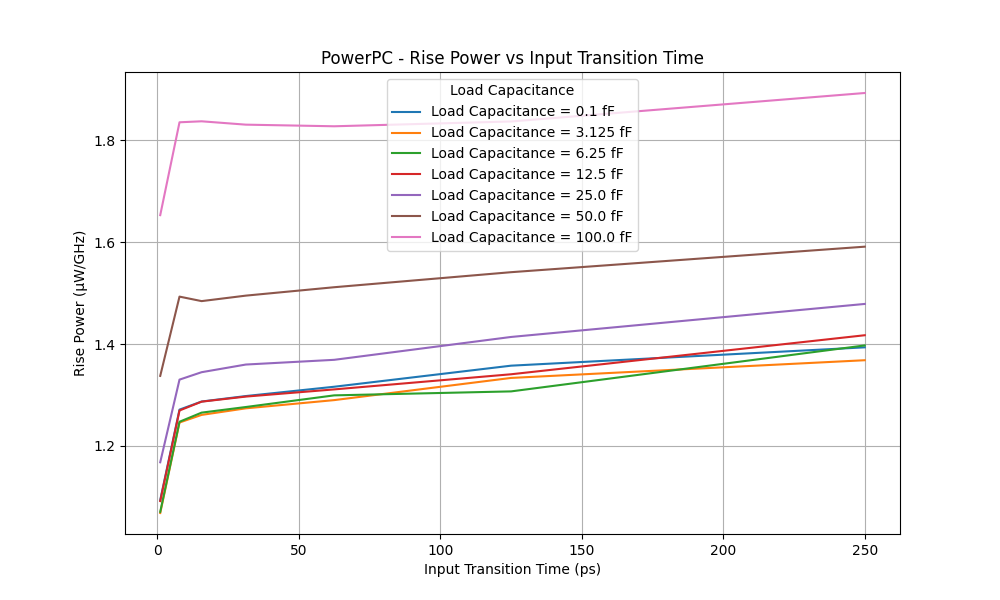 PowerPC - Rise Power vs Input Transition Time
Load Capacitance
Load Capacitance = 0.1 fF
Load Capacitance = 3.125 fF
Load Capacitance = 6.25 fF
Load Capacitance = 12.5 fF
Load Capacitance = 25.0 fF
Load Capacitance = 50.0 fF
Load Capacitance = 100.0 fF
Rise Power (μW/GHz)
1.8
1.6
1.4
1.2
0 50 100 150 200 250
Input Transition Time (ps)